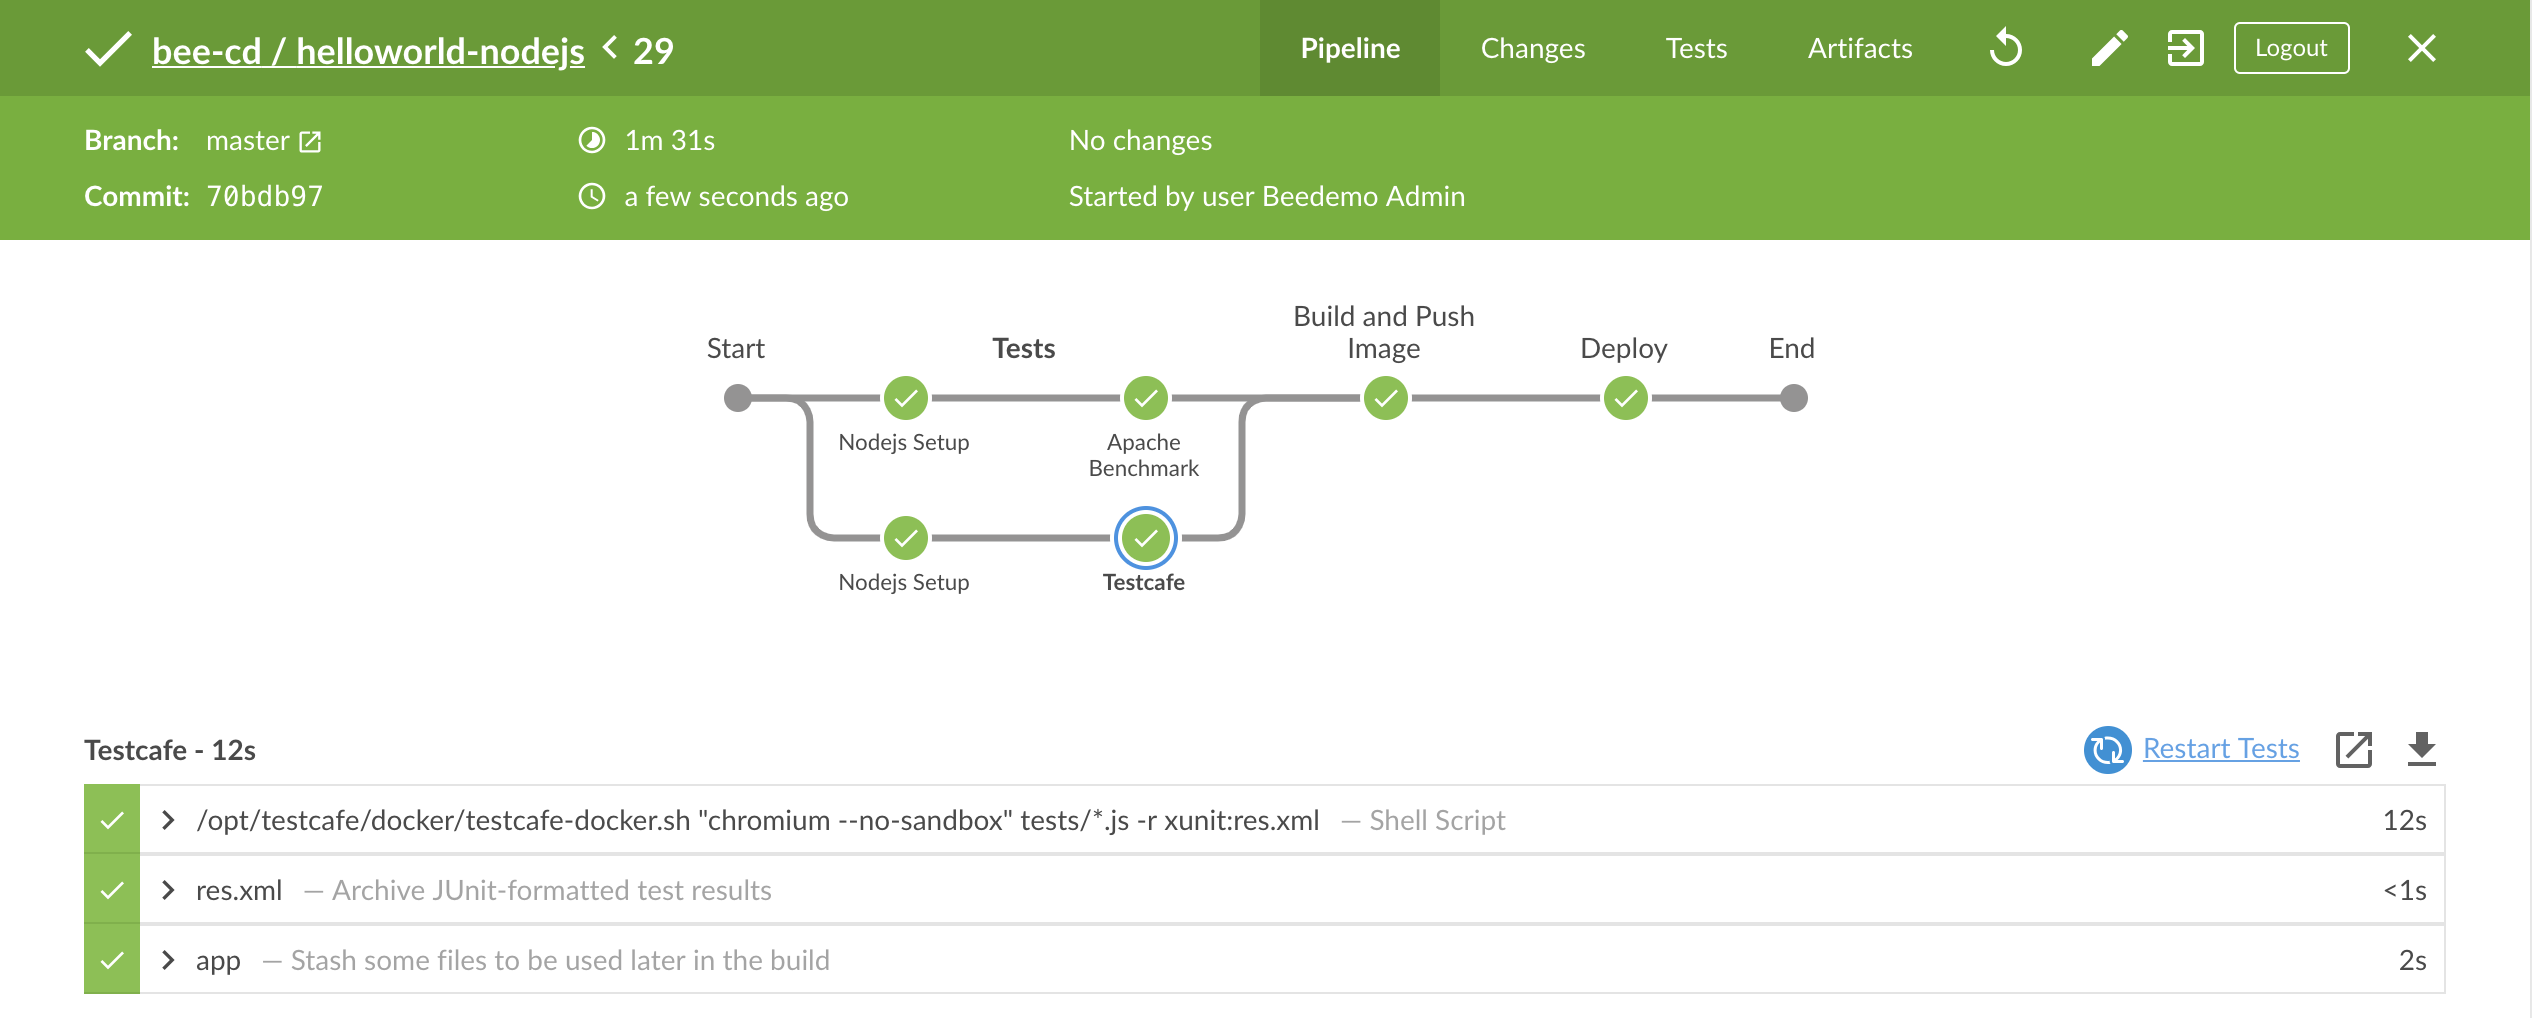 bee-cd / helloworld-nodejs < 29
Pipeline Changes Tests Artifacts Logout
Branch: master 1m 31s No changes
Commit: 70bdb97 a few seconds ago Started by user Beedemo Admin
Build and Push
Start Tests Image Deploy End
Nodejs Setup Apache
Benchmark
Nodejs Setup Testcafe
Testcafe - 12s Restart Tests
/opt/testcafe/docker/testcafe-docker.sh "chromium --no-sandbox" tests/*.js -r xunit:res.xml — Shell Script 12s
res.xml — Archive JUnit-formatted test results <1s
app — Stash some files to be used later in the build 2s